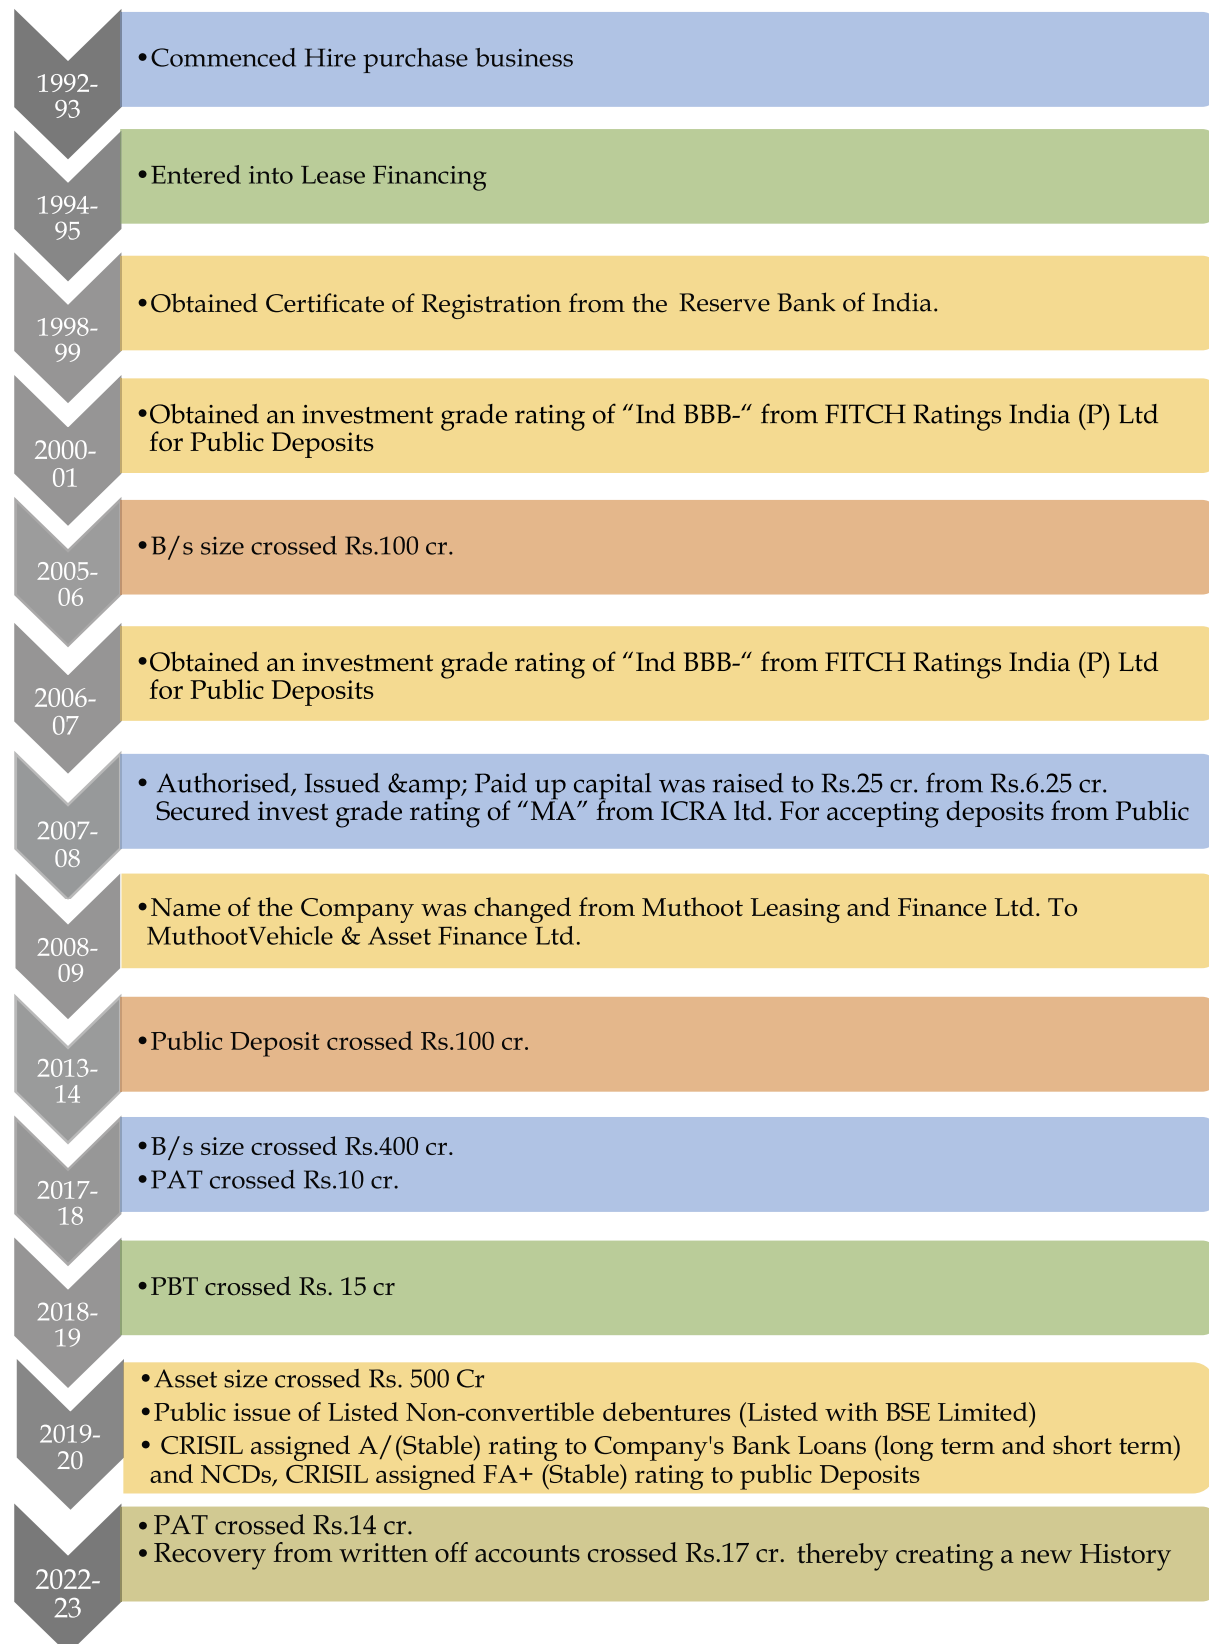 1992-
93
•Commenced Hire purchase business
1994-
95
•Entered into Lease Financing
1998-
99
•Obtained Certificate of Registration from the Reserve Bank of India.
2000-
01
•Obtained an investment grade rating of “Ind BBB-“ from FITCH Ratings India (P) Ltd
for Public Deposits
2005-
06
•B/s size crossed Rs.100 cr.
2006-
07
•Obtained an investment grade rating of “Ind BBB-“ from FITCH Ratings India (P) Ltd
for Public Deposits
2007-
08
• Authorised, Issued &amp; Paid up capital was raised to Rs.25 cr. from Rs.6.25 cr.
Secured invest grade rating of “MA” from ICRA ltd. For accepting deposits from Public
2008-
09
•Name of the Company was changed from Muthoot Leasing and Finance Ltd. To
MuthootVehicle & Asset Finance Ltd.
2013-
14
•Public Deposit crossed Rs.100 cr.
2017-
18
•B/s size crossed Rs.400 cr.
•PAT crossed Rs.10 cr.
2018-
19
•PBT crossed Rs. 15 cr
2019-
20
•Asset size crossed Rs. 500 Cr
•Public issue of Listed Non-convertible debentures (Listed with BSE Limited)
• CRISIL assigned A/(Stable) rating to Company's Bank Loans (long term and short term)
and NCDs, CRISIL assigned FA+ (Stable) rating to public Deposits
2022-
23
• PAT crossed Rs.14 cr.
• Recovery from written off accounts crossed Rs.17 cr. thereby creating a new History